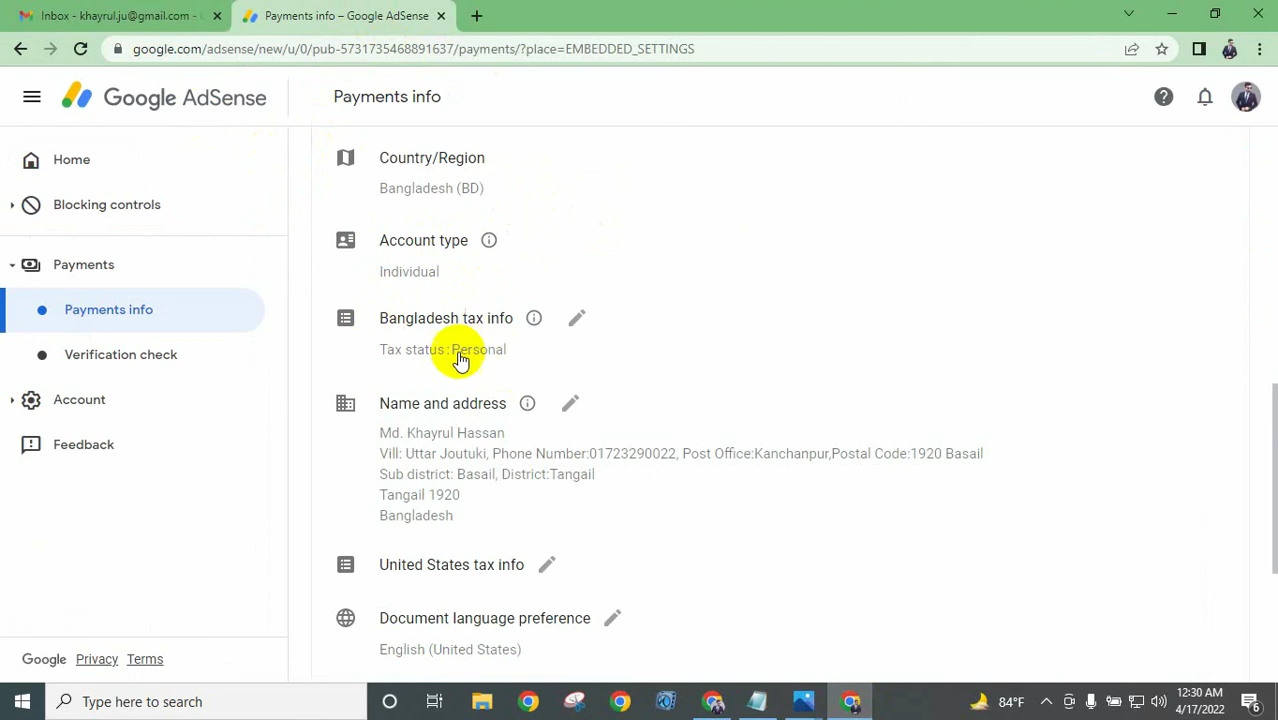 Inbox - khayrul.ju@gmail.com -
Payments info – Google AdSense
google.com/adsense/new/u/0/pub-5731735468891637/payments/?place=EMBEDDED_SETTINGS
Google AdSense
Payments info
Home
Blocking controls
Payments
Payments info
Verification check
Account
Feedback
Google Privacy Terms
Country/Region
Bangladesh (BD)
Account type
Individual
Bangladesh tax info
Tax status :Personal
Name and address
Md. Khayrul Hassan
Vill: Uttar Joutuki, Phone Number:01723290022, Post Office:Kanchanpur,Postal Code:1920 Basail
Sub district: Basail, District:Tangail
Tangail 1920
Bangladesh
United States tax info
Document language preference
English (United States)
Type here to search
84°F
12:30 AM
4/17/2022
6